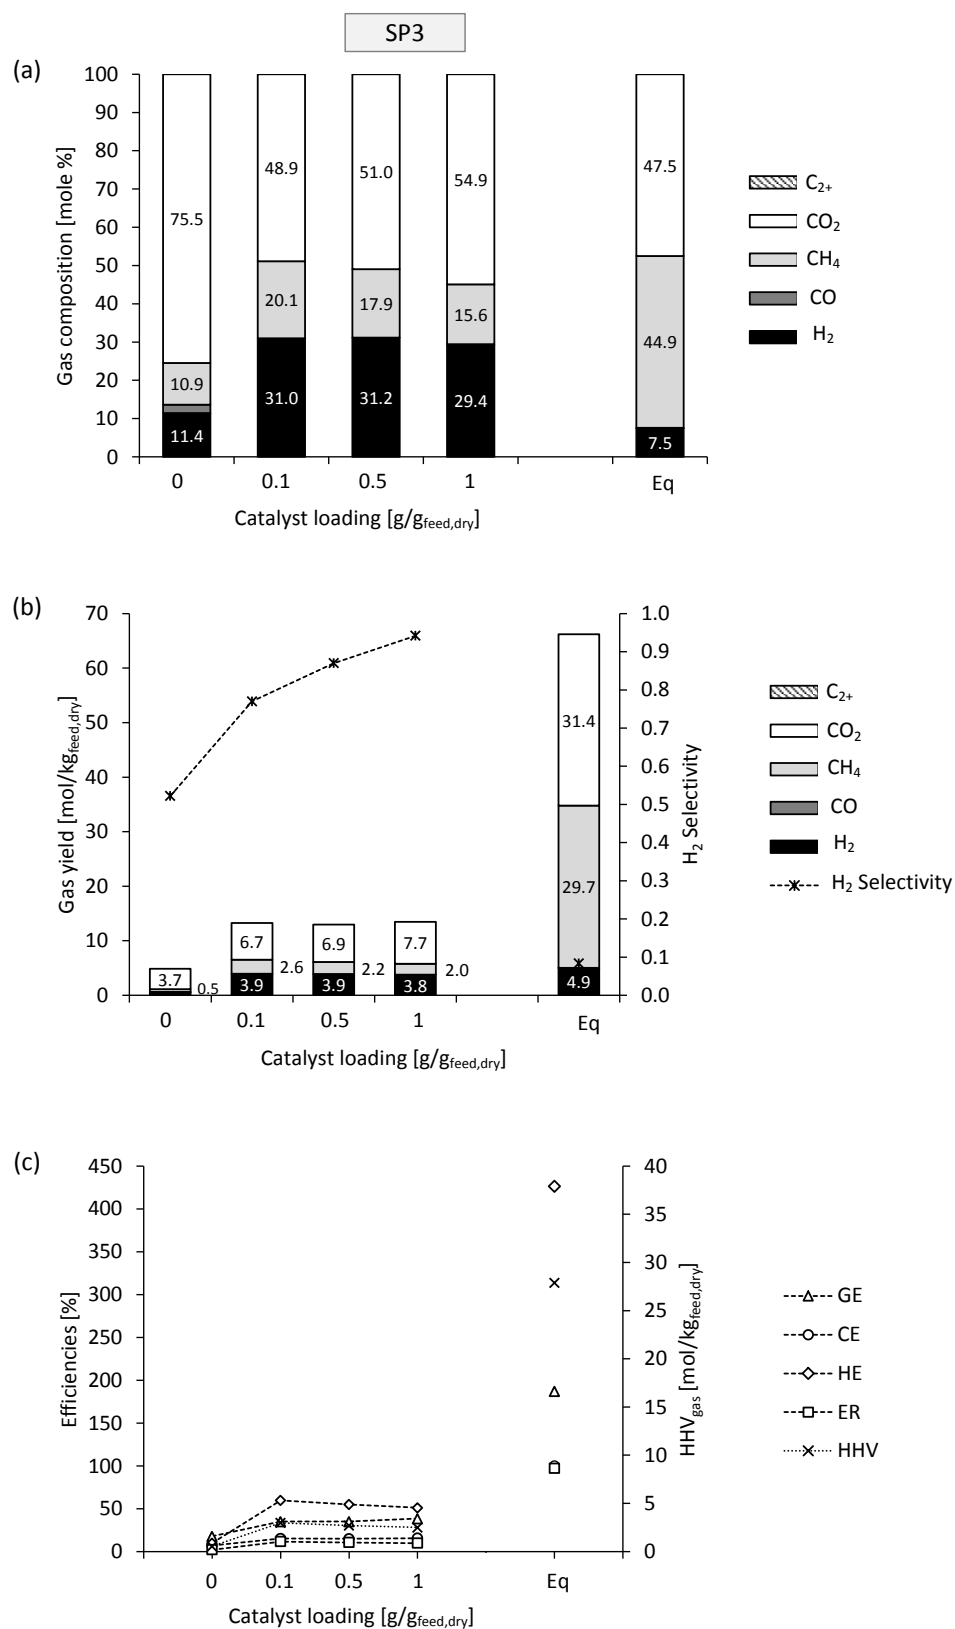 SP3
(a)
Gas composition [mole %]
100
90
80
70
60
50
40
30
20
10
0
75.5
10.9
11.4
48.9
20.1
31.0
51.0
17.9
31.2
54.9
15.6
29.4
47.5
44.9
7.5
0 0.1 0.5 1 Eq
Catalyst loading [g/g feed,dry]
C2+
CO2
CH4
CO
H2
(b)
Gas yield [mol/kg feed,dry]
70
60
50
40
30
20
10
0
3.7
0.5
6.7
2.6
3.9
6.9
2.2
3.9
7.7
2.0
3.8
31.4
29.7
4.9
1.0
0.9
0.8
0.7
0.6
0.5
0.4
0.3
0.2
0.1
0.0
H2 Selectivity
0 0.1 0.5 1 Eq
Catalyst loading [g/g feed,dry]
C2+
CO2
CH4
CO
H2
H2 Selectivity
(c)
Efficiencies [%]
450
400
350
300
250
200
150
100
50
0
40
35
30
25
20
15
10
5
0
HHV gas [mol/kg feed,dry]
0 0.1 0.5 1 Eq
Catalyst loading [g/g feed,dry]
GE
CE
HE
ER
HHV